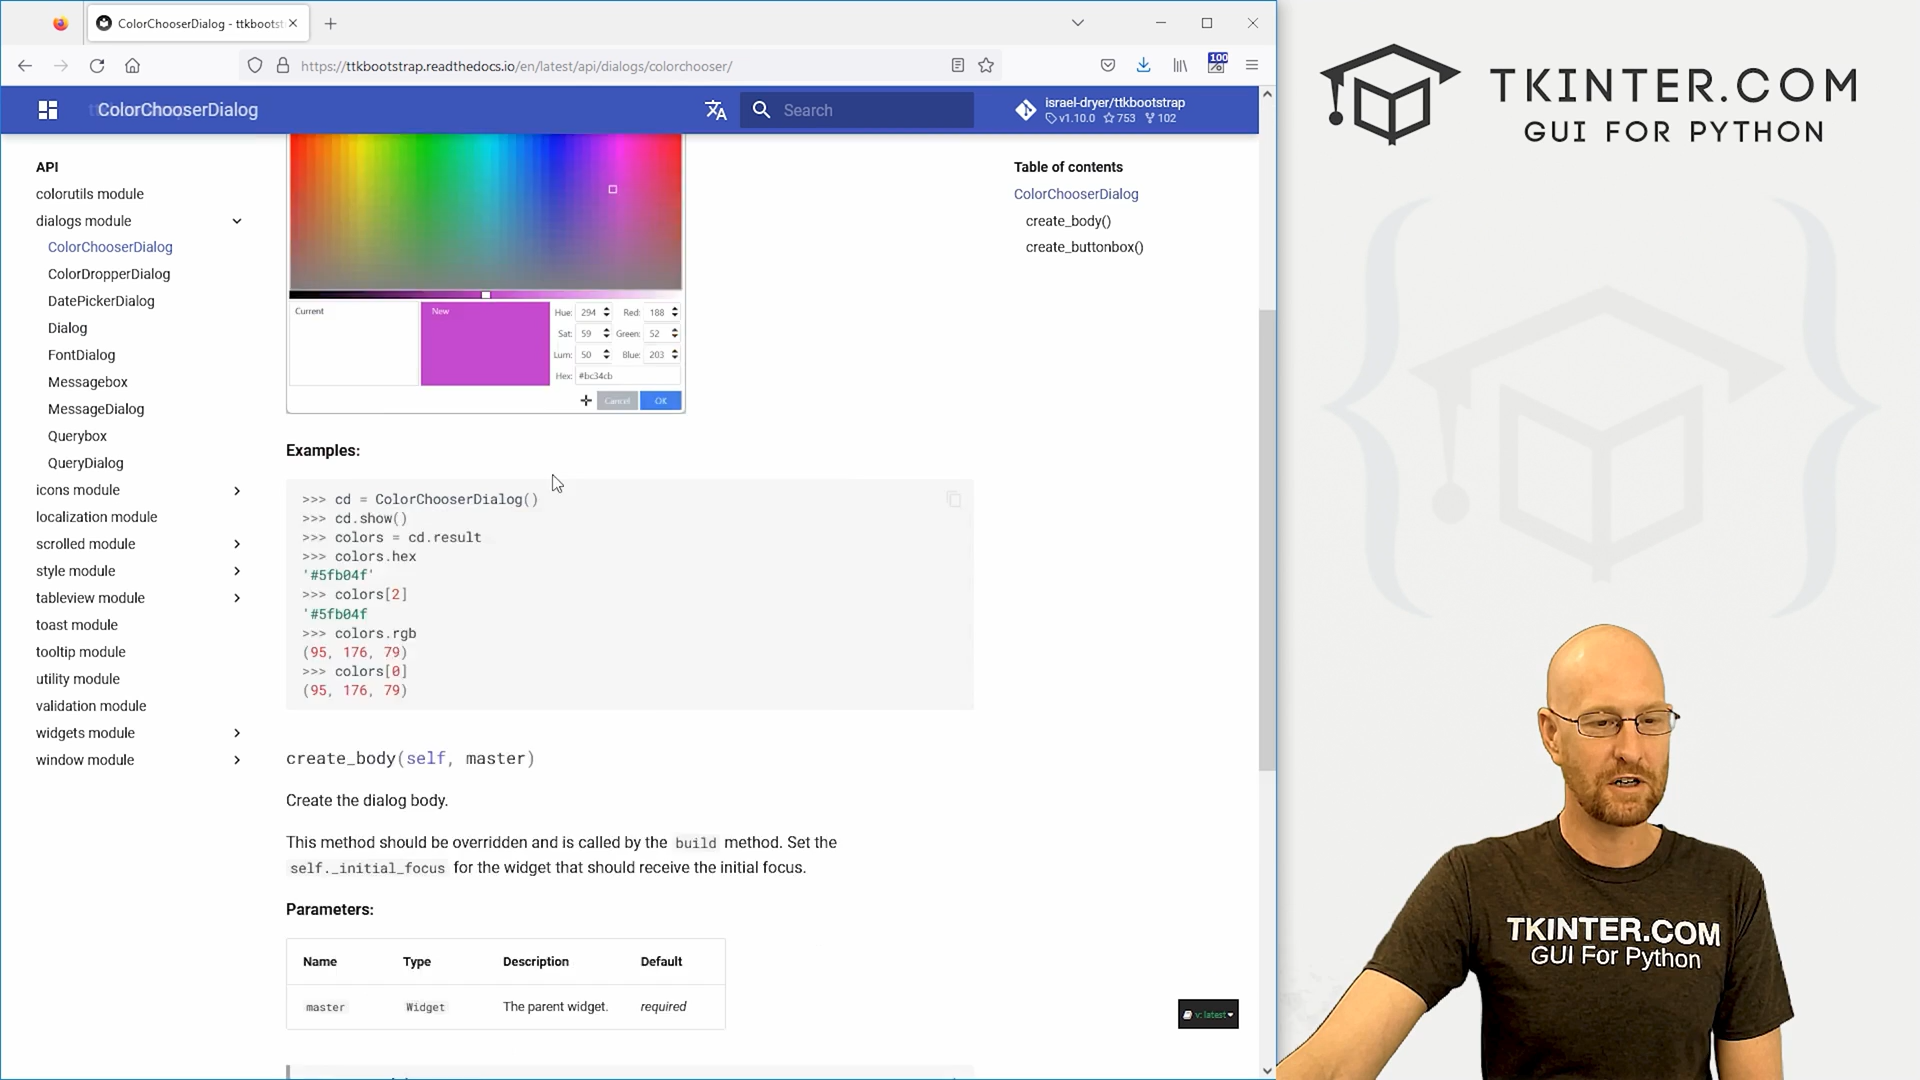 ColorChooserDialog - ttkbootst
https://ttkbootstrap.readthedocs.io/en/latest/api/dialogs/colorchooser/
100
ColorChooserDialog
Search
israel-dryer/ttkbootstrap
v1.10.0 753 102
API
colorutils module
dialogs module
ColorChooserDialog
ColorDropperDialog
DatePickerDialog
Dialog
FontDialog
Messagebox
MessageDialog
Querybox
QueryDialog
icons module
localization module
scrolled module
style module
tableview module
toast module
tooltip module
utility module
validation module
widgets module
window module
Current
New
Hue: 294 Red: 188
Sat: 59 Green: 52
Lum: 50 Blue: 203
Hex: #bc34cb
Cancel OK
Examples:
>>> cd = ColorChooserDialog()
>>> cd.show()
>>> colors = cd.result
>>> colors.hex
'#5fb04f'
>>> colors[2]
'#5fb04f
>>> colors.rgb
(95, 176, 79)
>>> colors[0]
(95, 176, 79)
create_body(self, master)
Create the dialog body.
This method should be overridden and is called by the build method. Set the
self._initial_focus for the widget that should receive the initial focus.
Parameters:
Name Type Description Default
master Widget The parent widget. required
Table of contents
ColorChooserDialog
create_body()
create_buttonbox()
v: latest
TKINTER.COM
GUI FOR PYTHON
TKINTER.COM
GUI For Python